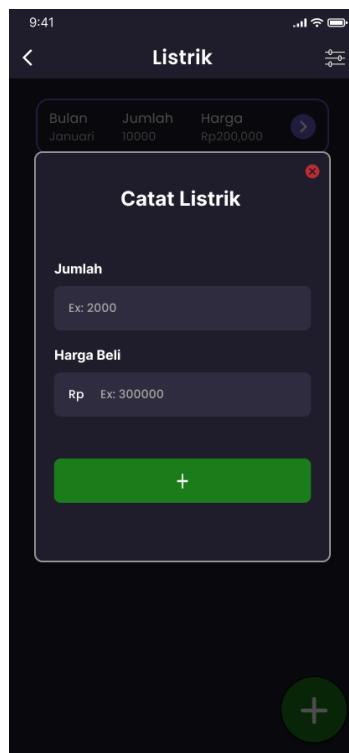 9:41
Listrik
Bulan Jumlah Harga
Januari 10000 Rp200,000
Catat Listrik
Jumlah
Ex: 2000
Harga Beli
Rp Ex: 300000
+
+